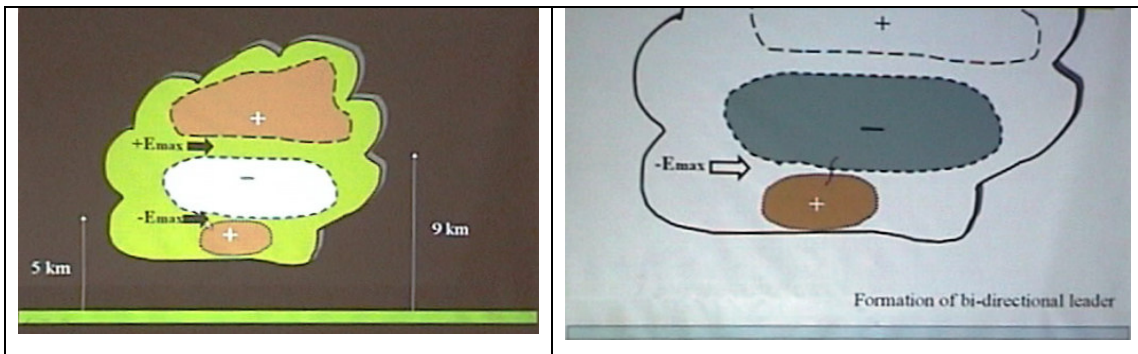 +
+Emax
−
-Emax
+
9 km
5 km
+
−
-Emax
+
Formation of bi-directional leader